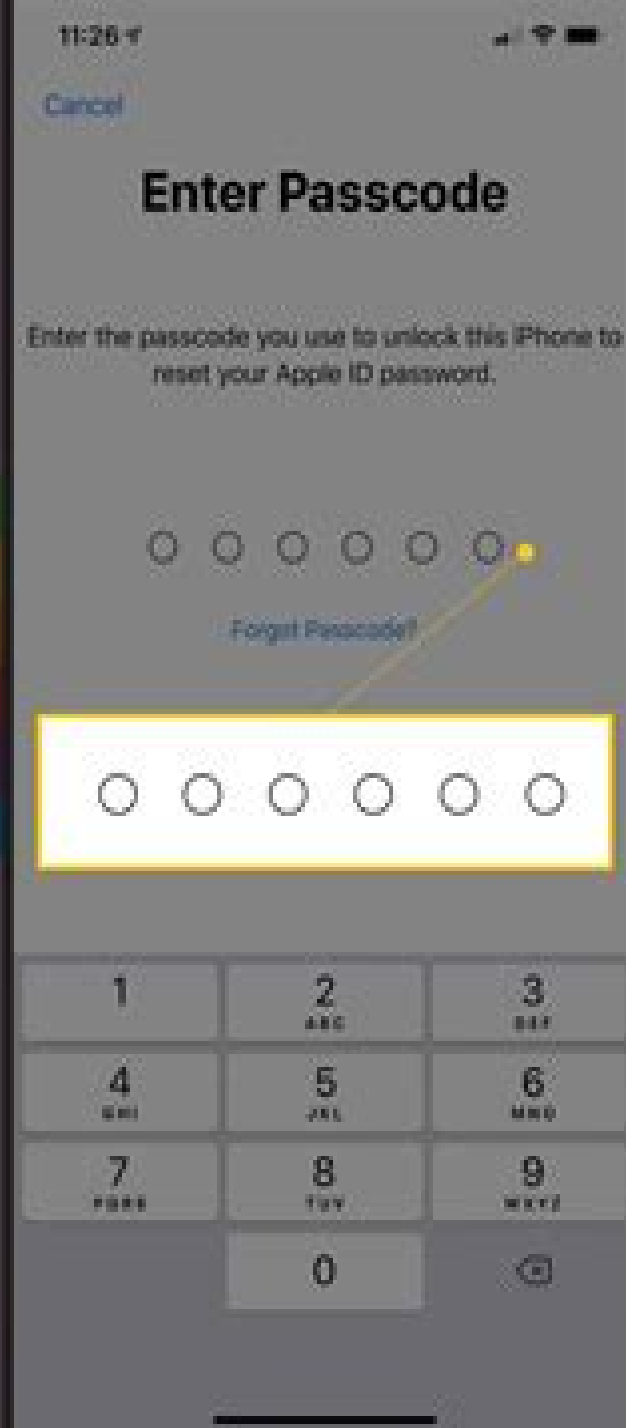 11:26
Cancel
Enter Passcode
Enter the passcode you use to unlock this iPhone to
reset your Apple ID password.
Forgot Passcode?
1
2
ABC
3
DEF
4
GHI
5
JKL
6
MNO
7
PQRS
8
TUV
9
WXYZ
0